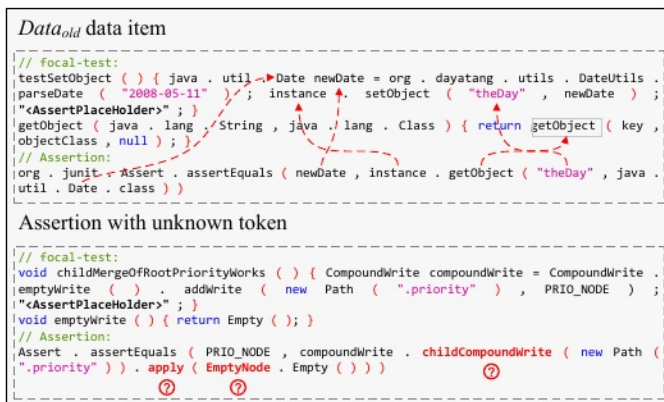 Dataold data item
// focal-test:
testSetObject ( ) { java . util . Date newDate = org . dayatang . utils . DateUtils .
parseDate ( "2008-05-11" ) ; instance . setObject ( "theDay" , newDate ) ;
"<AssertPlaceHolder>" ; }
getObject ( java . lang . String , java . lang . Class ) { return getObject ( key ,
objectClass , null ) ; }
// Assertion:
org . junit . Assert . assertEquals ( newDate , instance . getObject ( "theDay" , java .
util . Date . class ) )
Assertion with unknown token
// focal-test:
void childMergeOfRootPriorityWorks ( ) { CompoundWrite compoundWrite = CompoundWrite .
emptyWrite ( ) . addWrite ( new Path ( ".priority" ) , PRIO_NODE ) ;
"<AssertPlaceHolder>" ; }
void emptyWrite ( ) { return Empty ( ); }
// Assertion:
Assert . assertEquals ( PRIO_NODE , compoundWrite . childCompoundWrite ( new Path (
".priority" ) ) . apply ( EmptyNode . Empty ( ) ) )
? ? ?